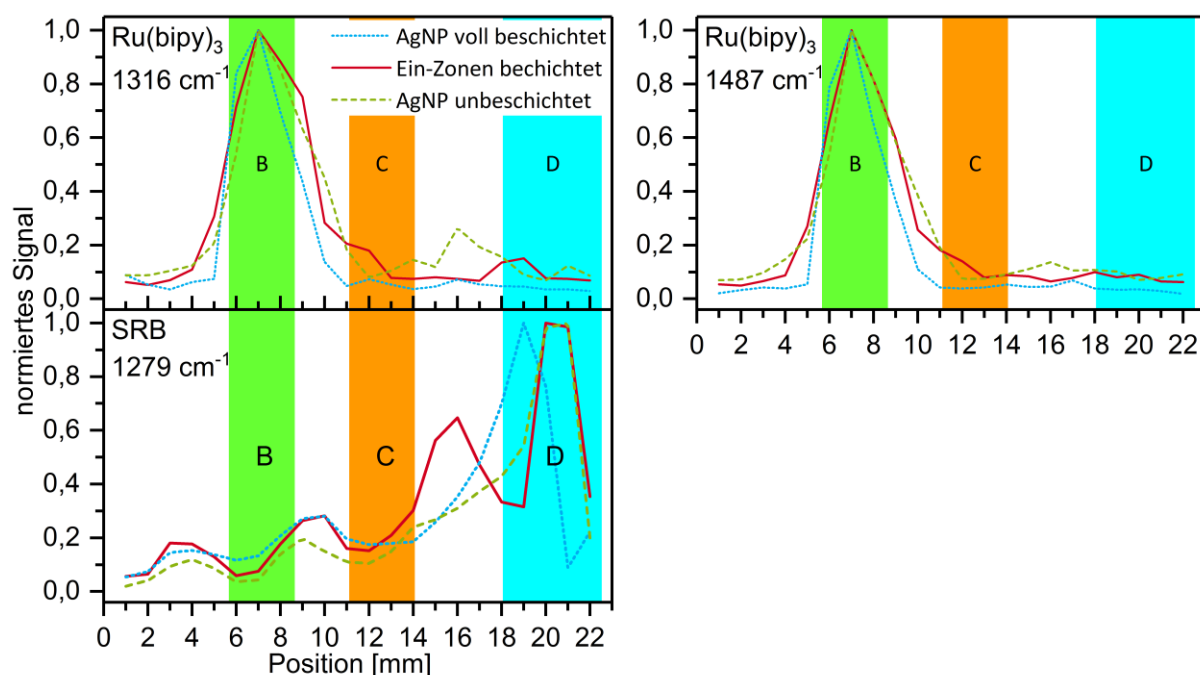 Ru(bipy)3
1316 cm-1
AgNP voll beschichtet
Ein-Zonen bechichtet
AgNP unbeschichtet
1,0
0,8
0,6
0,4
0,2
0,0
B
C
D
SRB
1279 cm-1
1,0
0,8
0,6
0,4
0,2
0,0
B
C
D
normiertes Signal
0 2 4 6 8 10 12 14 16 18 20 22
Position [mm]
Ru(bipy)3
1487 cm-1
1,0
0,8
0,6
0,4
0,2
0,0
B
C
D
0 2 4 6 8 10 12 14 16 18 20 22